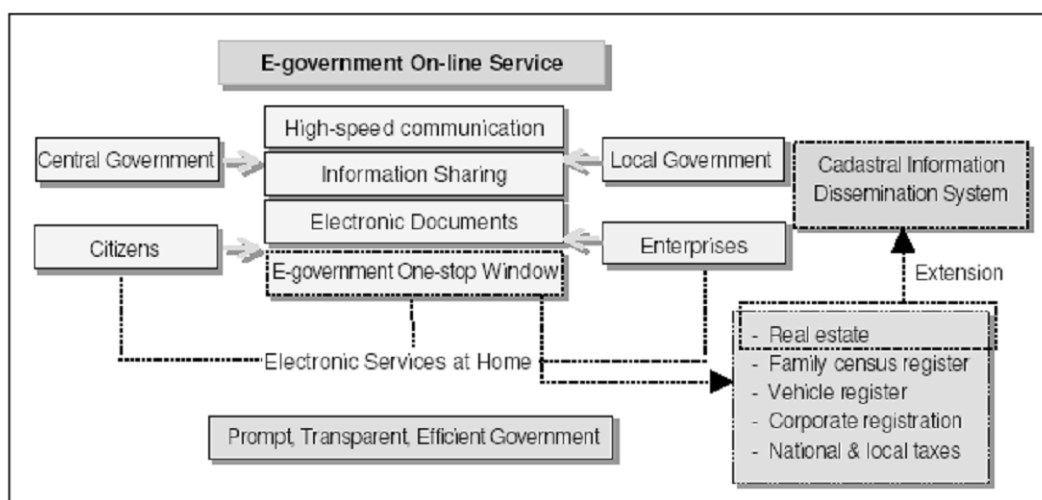 E-government On-line Service
High-speed communication
Central Government
Local Government
Information Sharing
Cadastral Information
Dissemination System
Electronic Documents
Citizens
Enterprises
E-government One-stop Window
Extension
- Real estate
Electronic Services at Home
- Family census register
- Vehicle register
- Corporate registration
Prompt, Transparent, Efficient Government
- National & local taxes